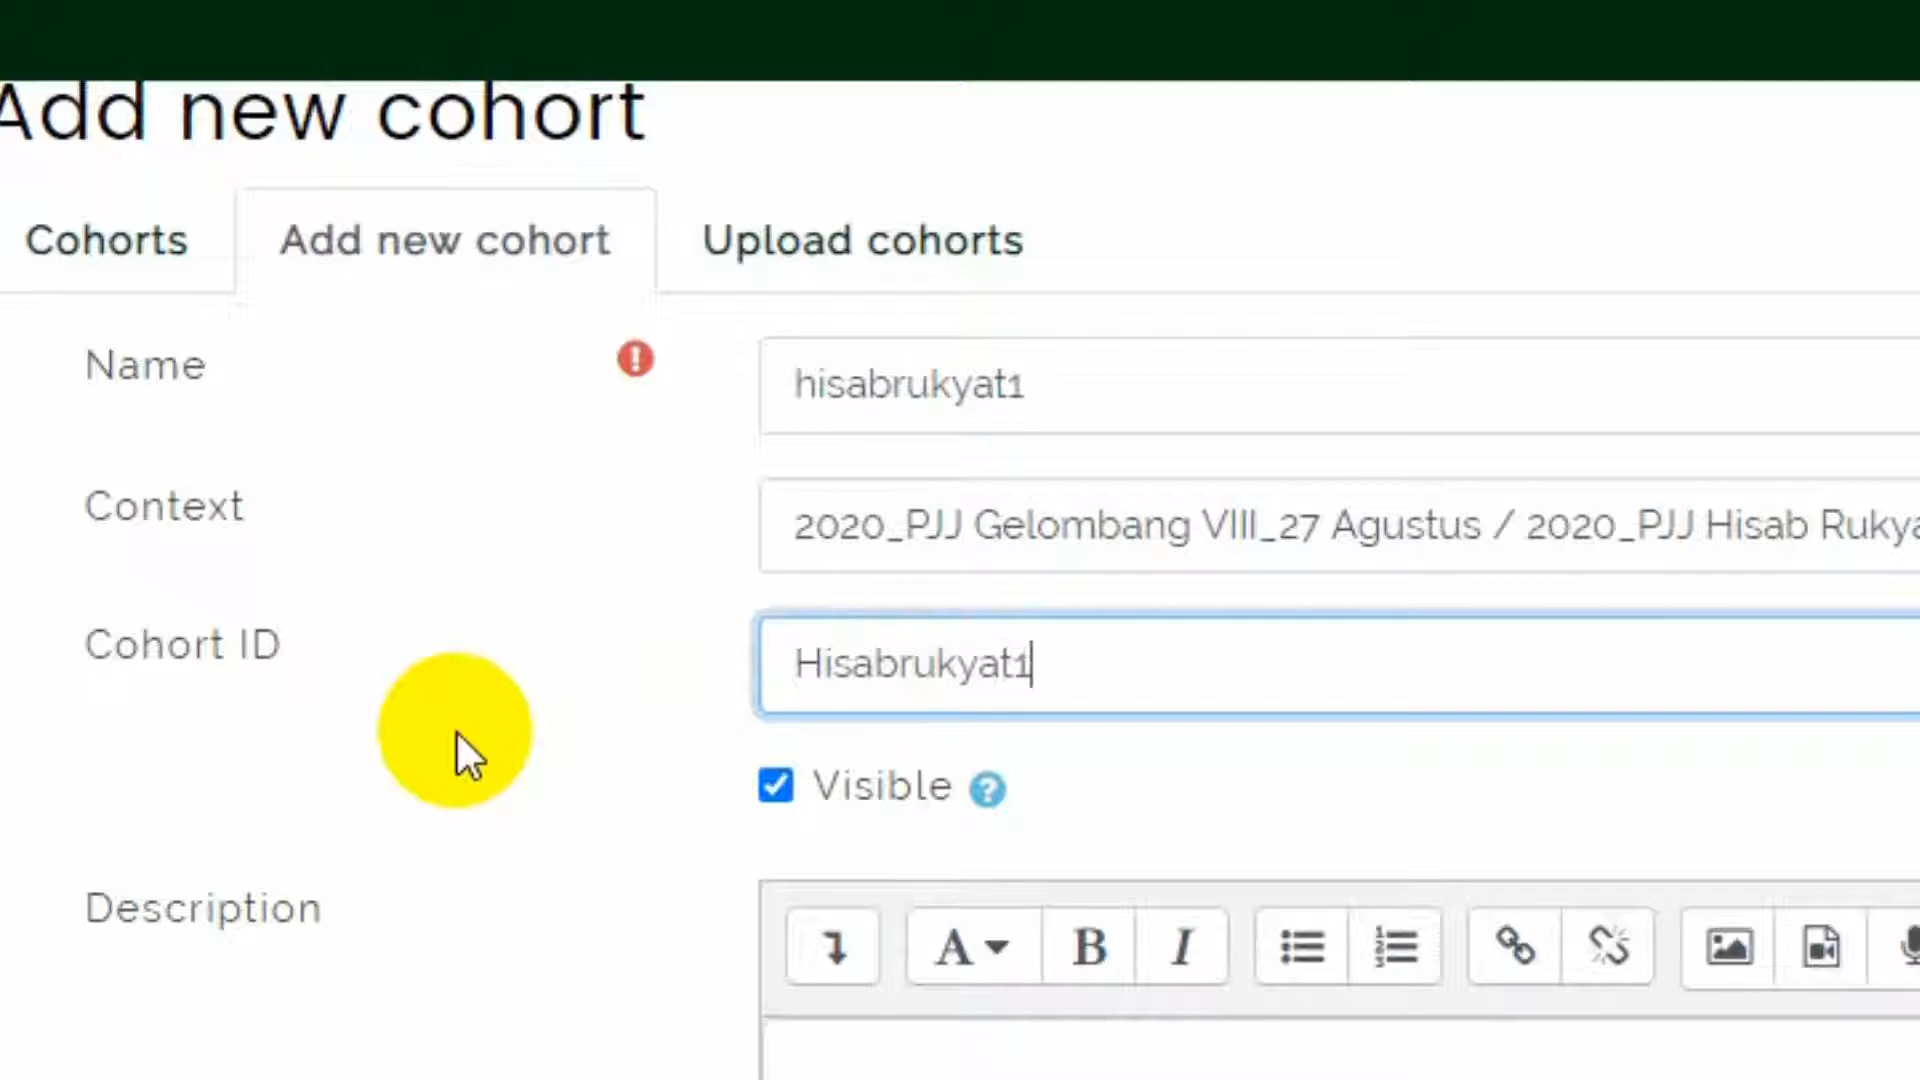 Add new cohort
Cohorts
Add new cohort
Upload cohorts
Name
hisabrukyat1
Context
2020_PJJ Gelombang VIII_27 Agustus / 2020_PJJ Hisab Rukya
Cohort ID
Hisabrukyat1
Visible
Description